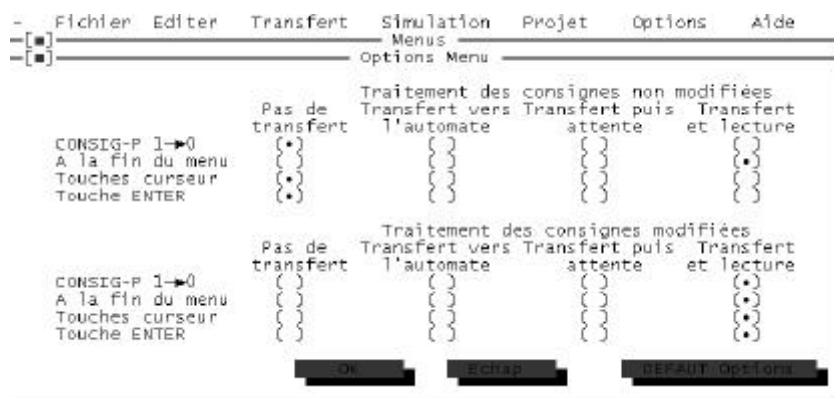 - Fichier Editer Transfert Simulation Projet Options Aide
[■] Menus
[■] Options Menu
Traitement des consignes non modifiées
Pas de Transfert vers Transfert puis Transfert
transfert l'automate attente et lecture
CONSIG-P 1→0 (•) ( ) ( ) ( )
A la fin du menu ( ) ( ) ( ) (•)
Touches curseur (•) ( ) ( ) ( )
Touche ENTER (•) ( ) ( ) ( )
Traitement des consignes modifiées
Pas de Transfert vers Transfert puis Transfert
transfert l'automate attente et lecture
CONSIG-P 1→0 ( ) ( ) ( ) (•)
A la fin du menu ( ) ( ) ( ) (•)
Touches curseur ( ) ( ) ( ) (•)
Touche ENTER ( ) ( ) ( ) (•)
OK Echap DEFAUT Options